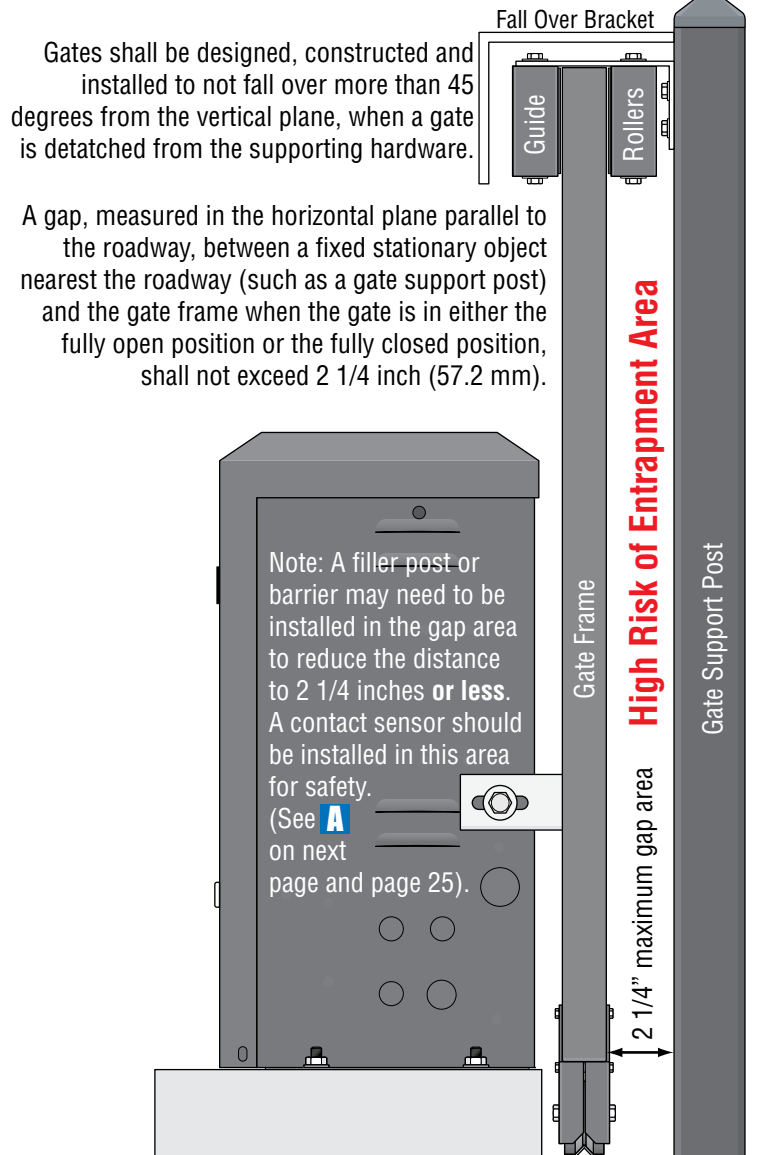 Fall Over Bracket
Gates shall be designed, constructed and
installed to not fall over more than 45
degrees from the vertical plane, when a gate
is detatched from the supporting hardware.
Guide
Rollers
A gap, measured in the horizontal plane parallel to
the roadway, between a fixed stationary object
nearest the roadway (such as a gate support post)
and the gate frame when the gate is in either the
fully open position or the fully closed position,
shall not exceed 2 1/4 inch (57.2 mm).
Note: A filler post or
barrier may need to be
installed in the gap area
to reduce the distance
to 2 1/4 inches or less.
A contact sensor should
be installed in this area
for safety.
(See A
on next
page and page 25).
Gate Frame
High Risk of Entrapment Area
2 1/4” maximum gap area
Gate Support Post